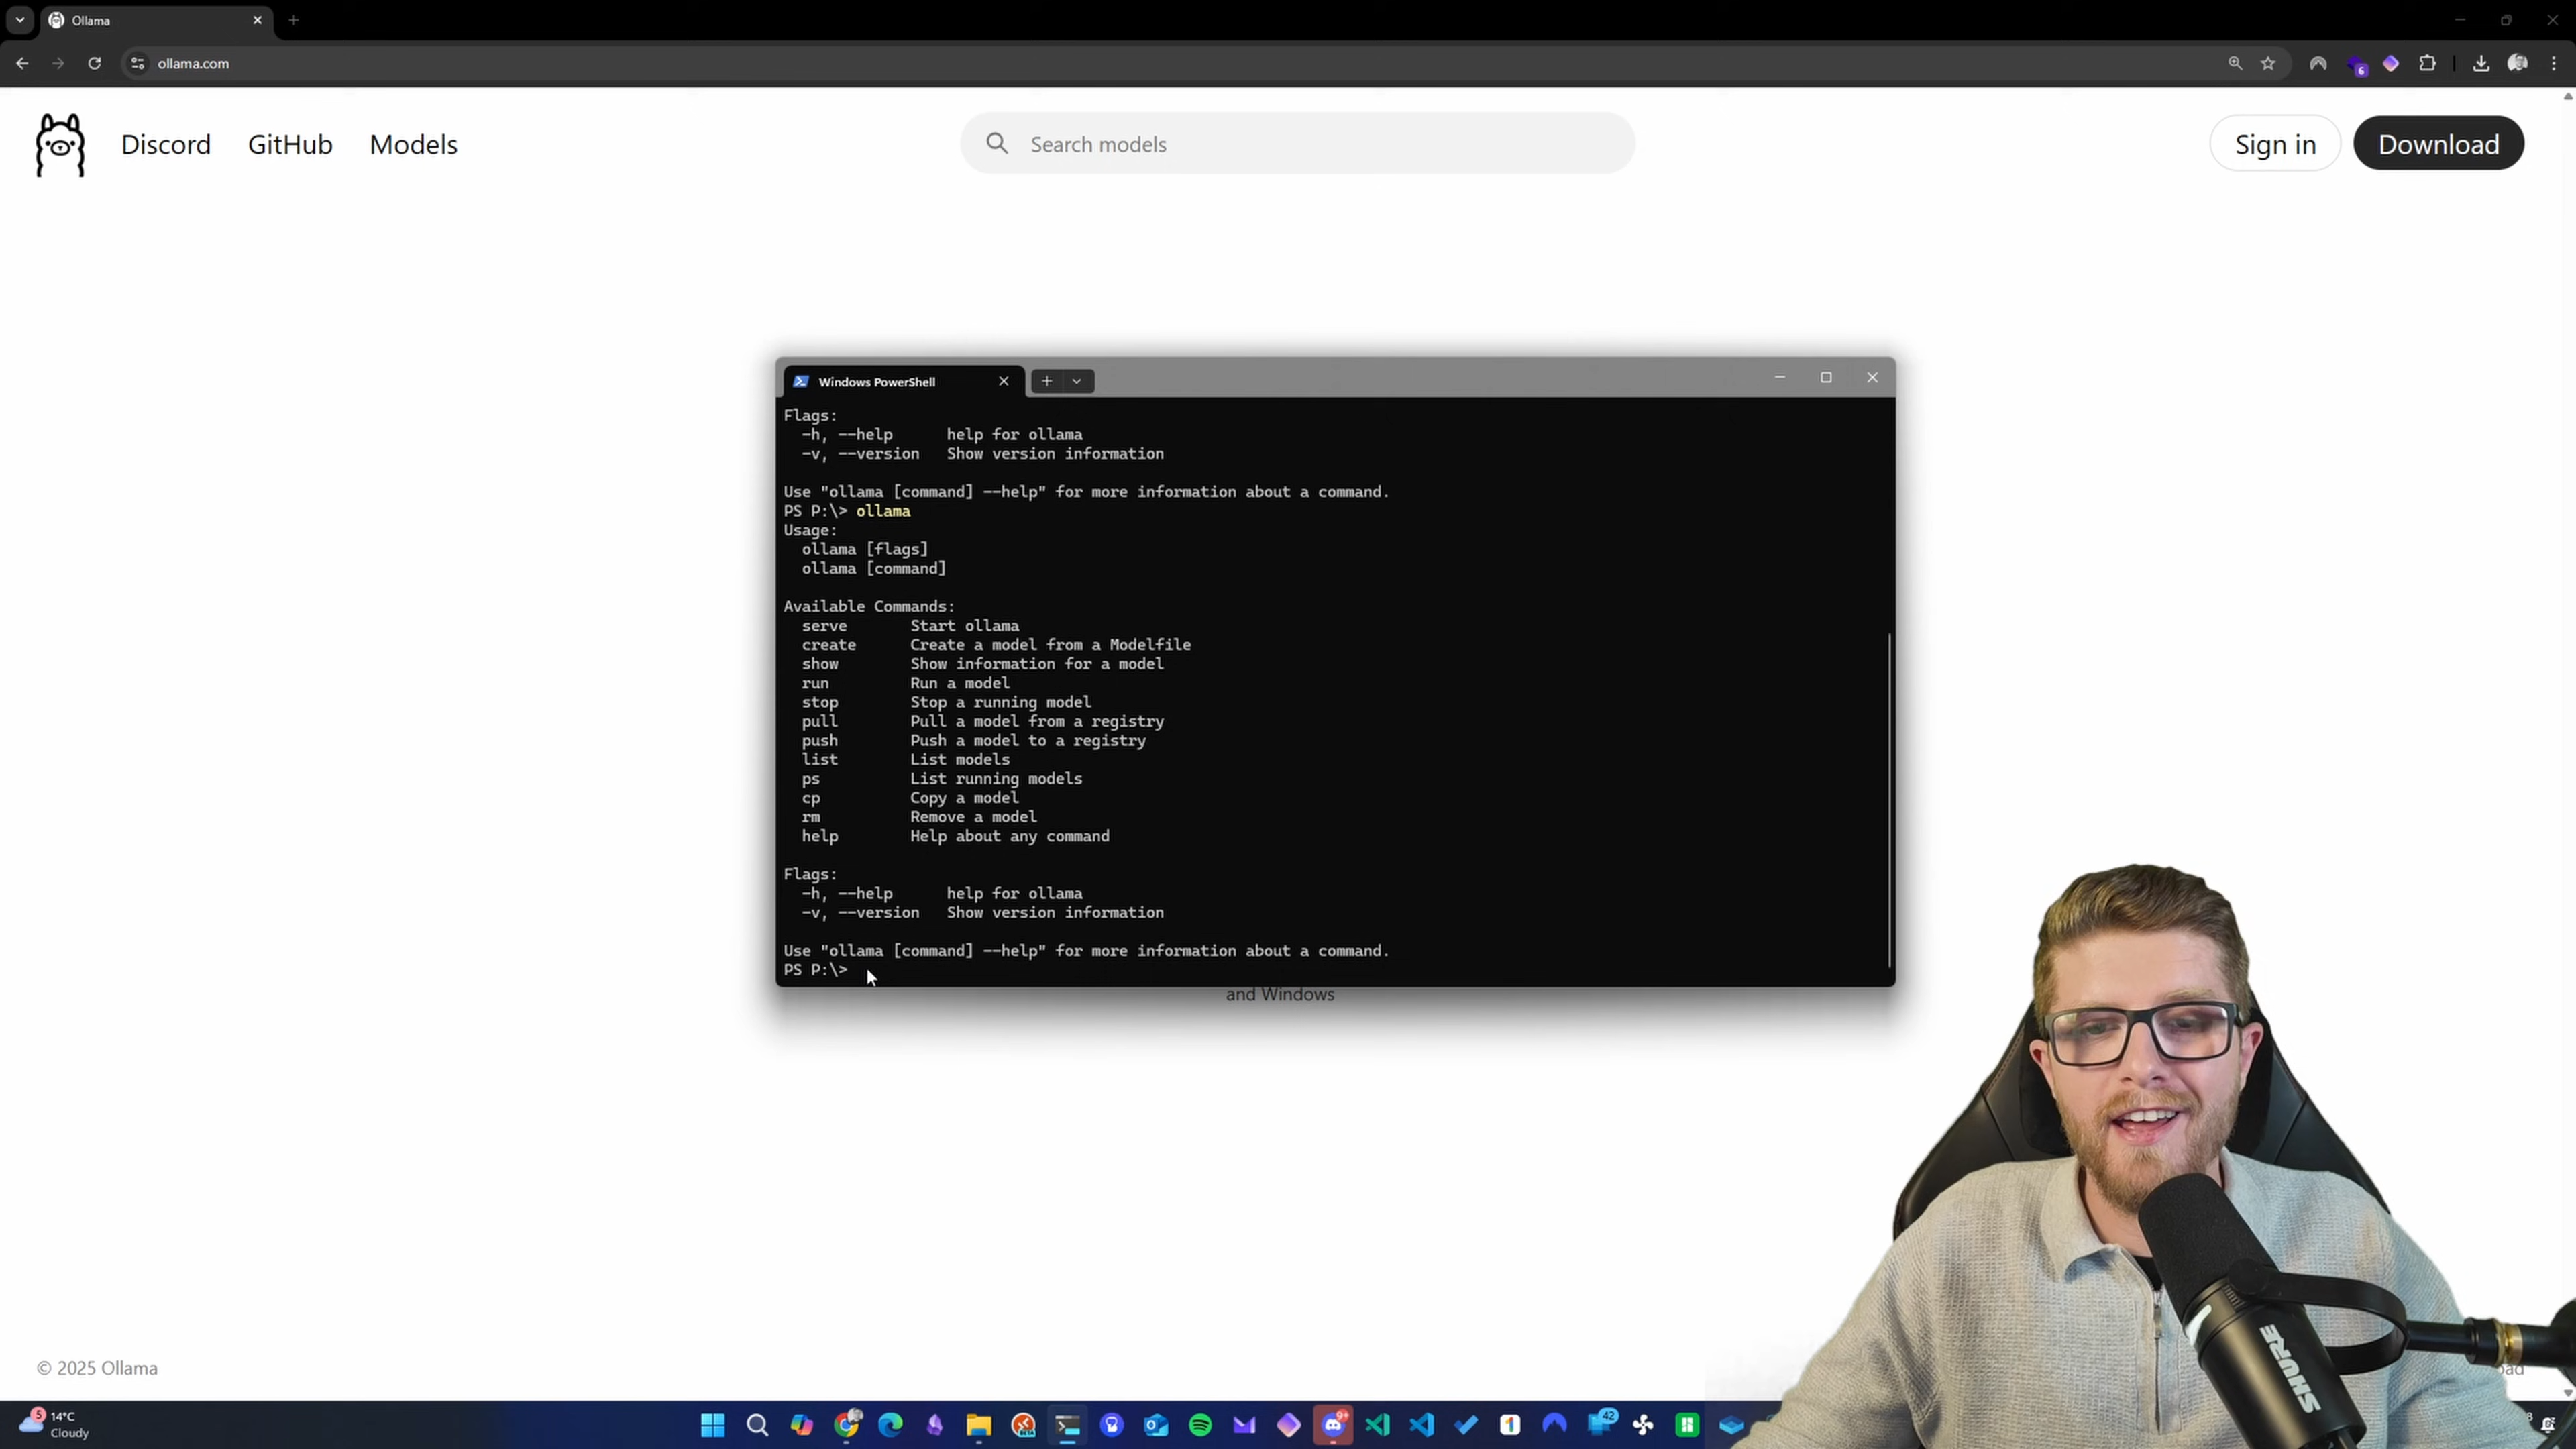 Ollama
ollama.com
6
Discord GitHub Models
Search models
Sign in Download
Windows PowerShell
Flags:
-h, --help help for ollama
-v, --version Show version information
Use "ollama [command] --help" for more information about a command.
PS P:\> ollama
Usage:
ollama [flags]
ollama [command]
Available Commands:
serve Start ollama
create Create a model from a Modelfile
show Show information for a model
run Run a model
stop Stop a running model
pull Pull a model from a registry
push Push a model to a registry
list List models
ps List running models
cp Copy a model
rm Remove a model
help Help about any command
Flags:
-h, --help help for ollama
-v, --version Show version information
Use "ollama [command] --help" for more information about a command.
PS P:\>
and Windows
SHURE
© 2025 Ollama
5
14°C
Cloudy
BETA
9+
1
42